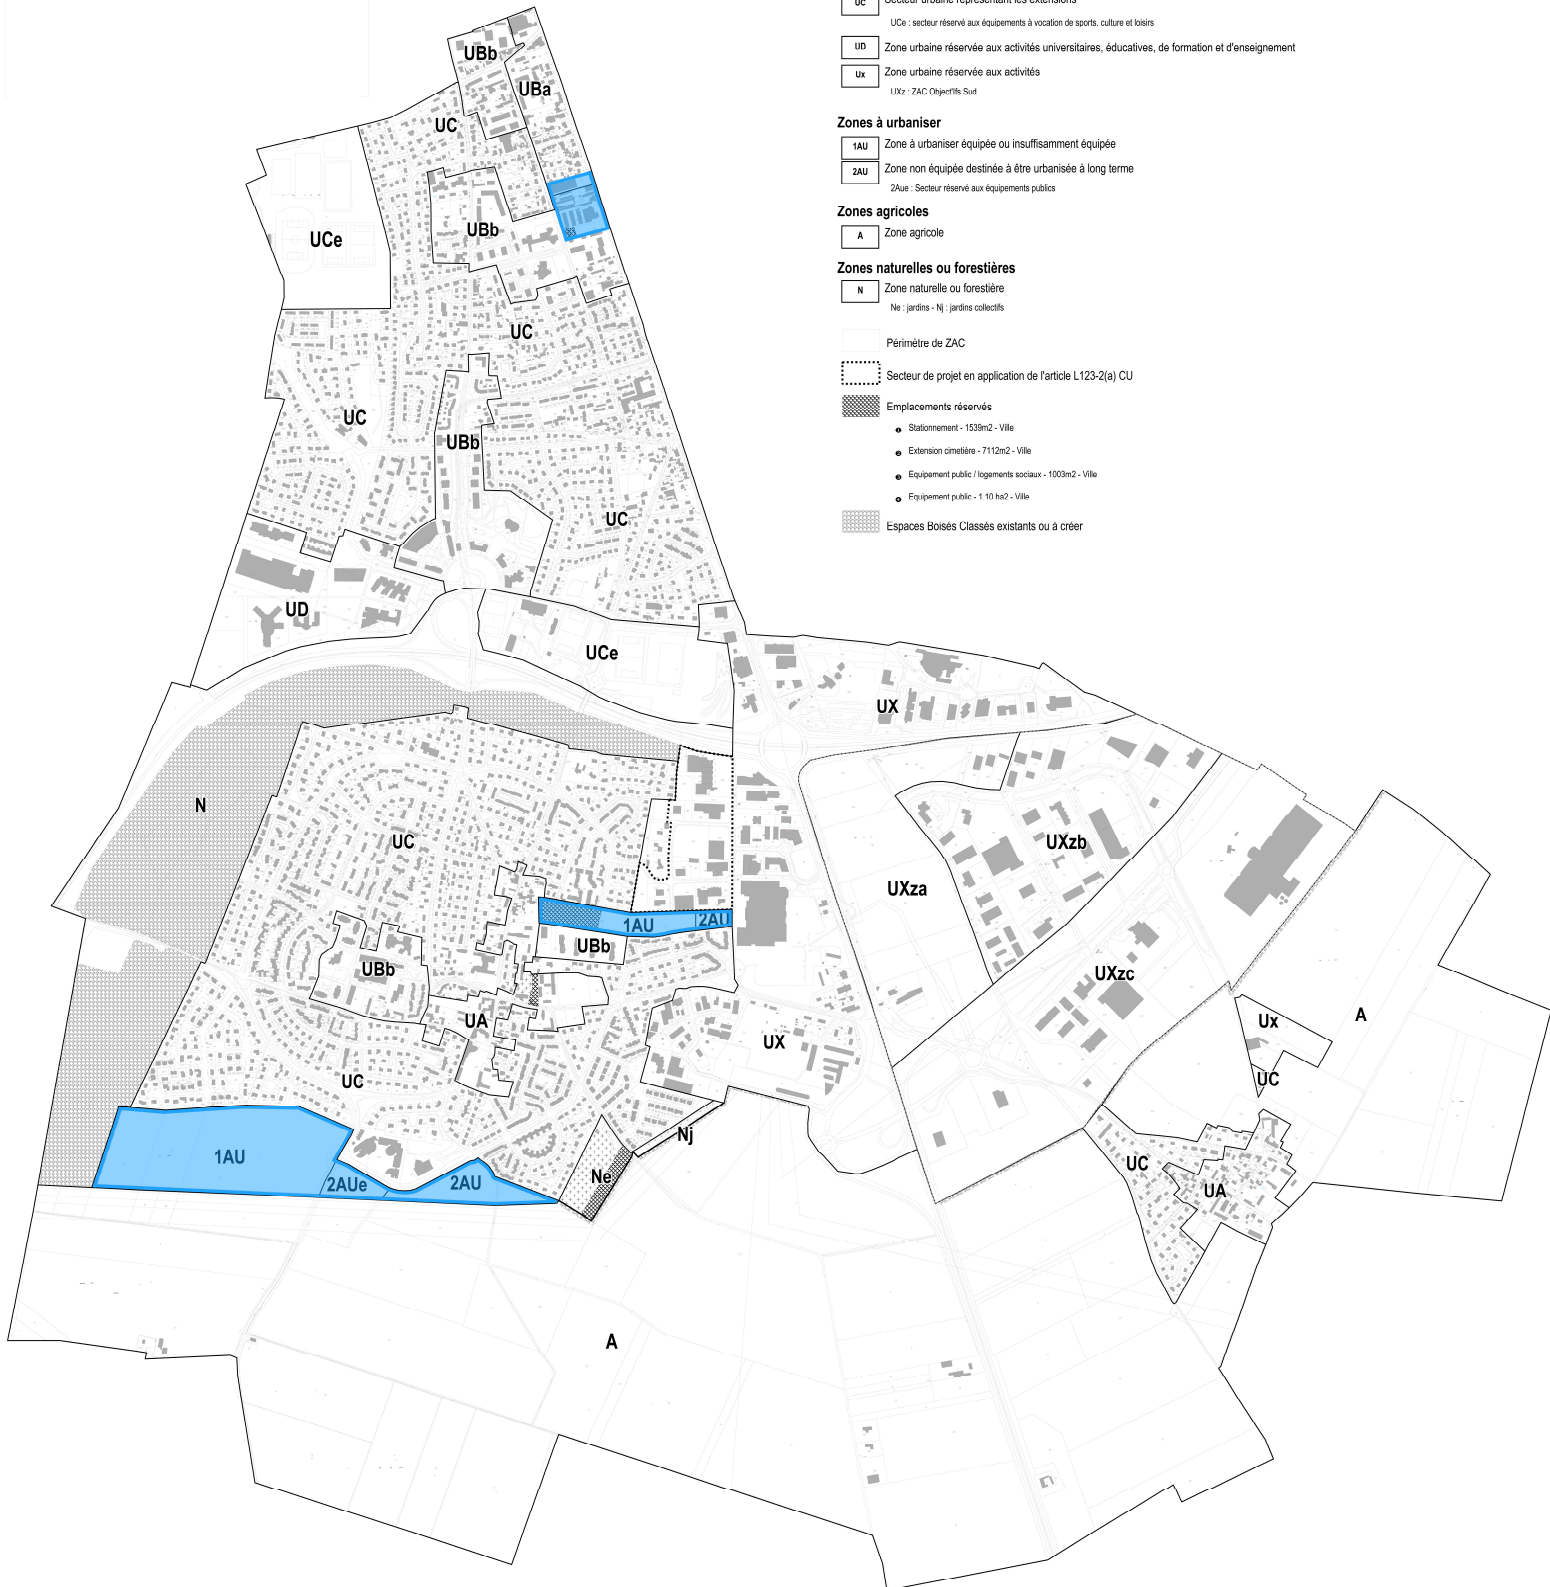 UC Secteur urbaine représentant les extensions
UCe : secteur réservé aux équipements à vocation de sports, culture et loisirs
UD Zone urbaine réservée aux activités universitaires, éducatives, de formation et d'enseignement
Ux Zone urbaine réservée aux activités
UXz : ZAC Object'Ifs Sud
Zones à urbaniser
1AU Zone à urbaniser équipée ou insuffisamment équipée
2AU Zone non équipée destinée à être urbanisée à long terme
2Aue : Secteur réservé aux équipements publics
Zones agricoles
A Zone agricole
Zones naturelles ou forestières
N Zone naturelle ou forestière
Ne : jardins - Nj : jardins collectifs
Périmètre de ZAC
Secteur de projet en application de l'article L123-2(a) CU
Emplacements réservés
Stationnement - 1539m2 - Ville
Extension cimetière - 7112m2 - Ville
Equipement public / logements sociaux - 1003m2 - Ville
Equipement public - 1.10 ha2 - Ville
Espaces Boisés Classés existants ou à créer
UBb
UBa
UC
UBb
UCe
UC
UC
UBb
UC
UD
UCe
UX
N
UC
UXzb
UXza
1AU
2AU
UBb
UBb
UXzc
UA
Ux
A
UX
UC
UC
Nj
1AU
2AUe
2AU
Ne
UC
UA
A